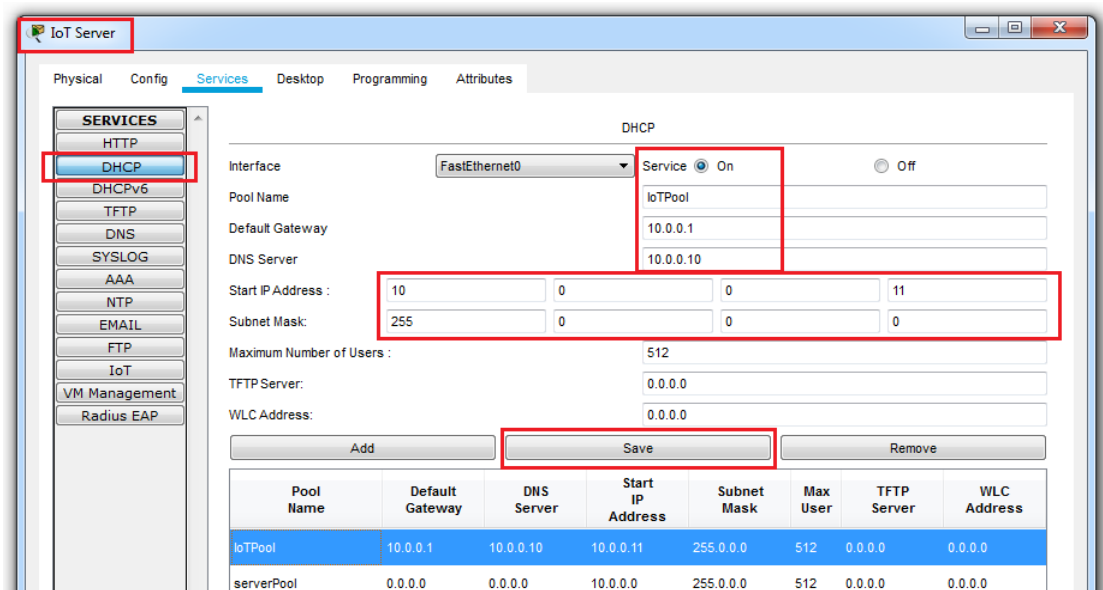 IoT Server
Physical Config Services Desktop Programming Attributes
SERVICES
HTTP
DHCP
DHCPv6
TFTP
DNS
SYSLOG
AAA
NTP
EMAIL
FTP
IoT
VM Management
Radius EAP
DHCP
Interface FastEthernet0 Service On Off
Pool Name IoTPool
Default Gateway 10.0.0.1
DNS Server 10.0.0.10
Start IP Address : 10 0 0 11
Subnet Mask: 255 0 0 0
Maximum Number of Users : 512
TFTP Server: 0.0.0.0
WLC Address: 0.0.0.0
Add Save Remove
Pool Name Default Gateway DNS Server Start IP Address Subnet Mask Max User TFTP Server WLC Address
IoTPool 10.0.0.1 10.0.0.10 10.0.0.11 255.0.0.0 512 0.0.0.0 0.0.0.0
serverPool 0.0.0.0 0.0.0.0 10.0.0.0 255.0.0.0 512 0.0.0.0 0.0.0.0